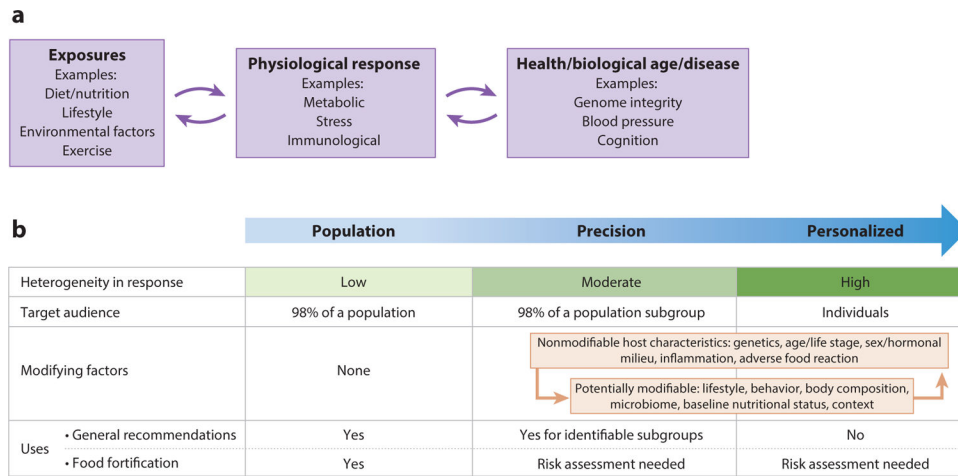 a
Exposures
Examples:
Diet/nutrition
Lifestyle
Environmental factors
Exercise
Physiological response
Examples:
Metabolic
Stress
Immunological
Health/biological age/disease
Examples:
Genome integrity
Blood pressure
Cognition
b
Population Precision Personalized
Heterogeneity in response Low Moderate High
Target audience 98% of a population 98% of a population subgroup Individuals
Modifying factors None
Nonmodifiable host characteristics: genetics, age/life stage, sex/hormonal
milieu, inflammation, adverse food reaction
Potentially modifiable: lifestyle, behavior, body composition,
microbiome, baseline nutritional status, context
Uses
• General recommendations Yes Yes for identifiable subgroups No
• Food fortification Yes Risk assessment needed Risk assessment needed